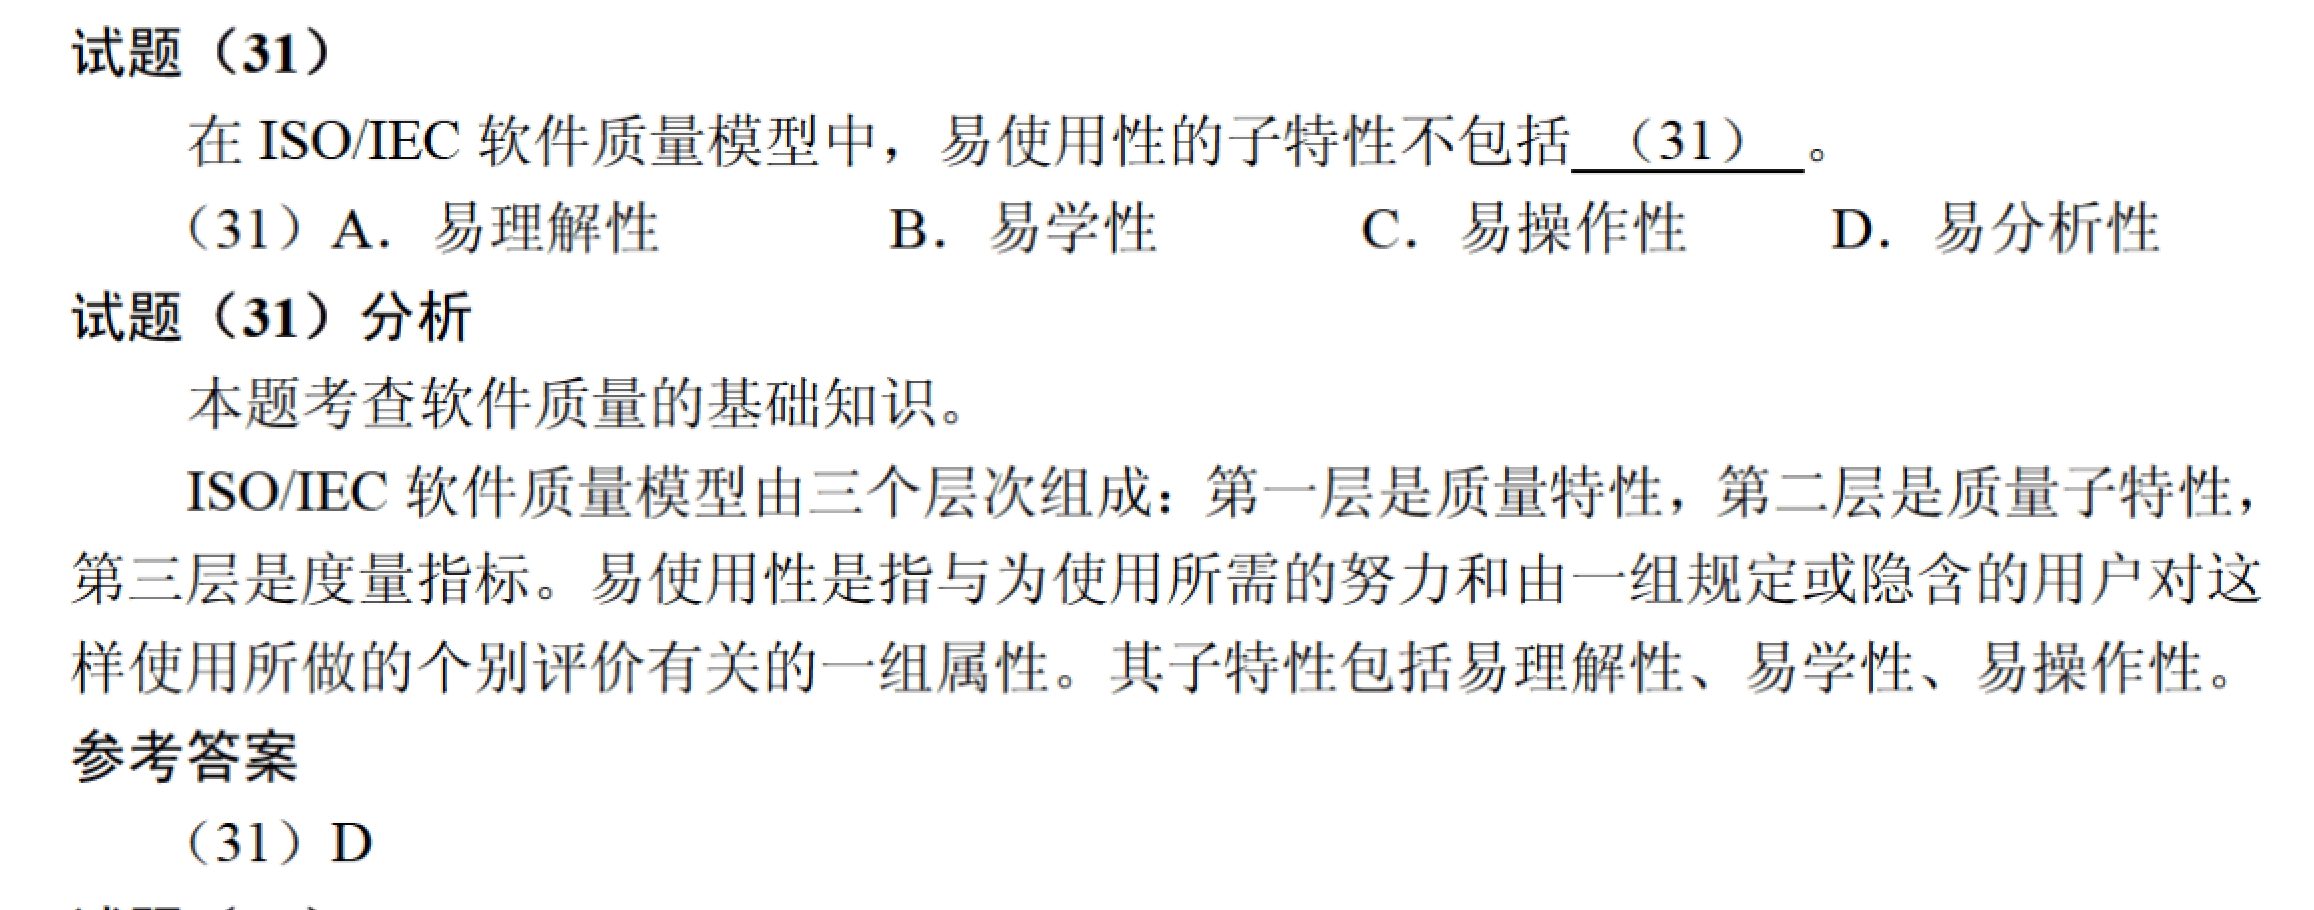 试题（31）
在 ISO/IEC 软件质量模型中，易使用性的子特性不包括 （31） 。
（31）A．易理解性 B．易学性 C．易操作性 D．易分析性
试题（31）分析
本题考查软件质量的基础知识。
ISO/IEC 软件质量模型由三个层次组成：第一层是质量特性，第二层是质量子特性，
第三层是度量指标。易使用性是指与为使用所需的努力和由一组规定或隐含的用户对这
样使用所做的个别评价有关的一组属性。其子特性包括易理解性、易学性、易操作性。
参考答案
（31）D